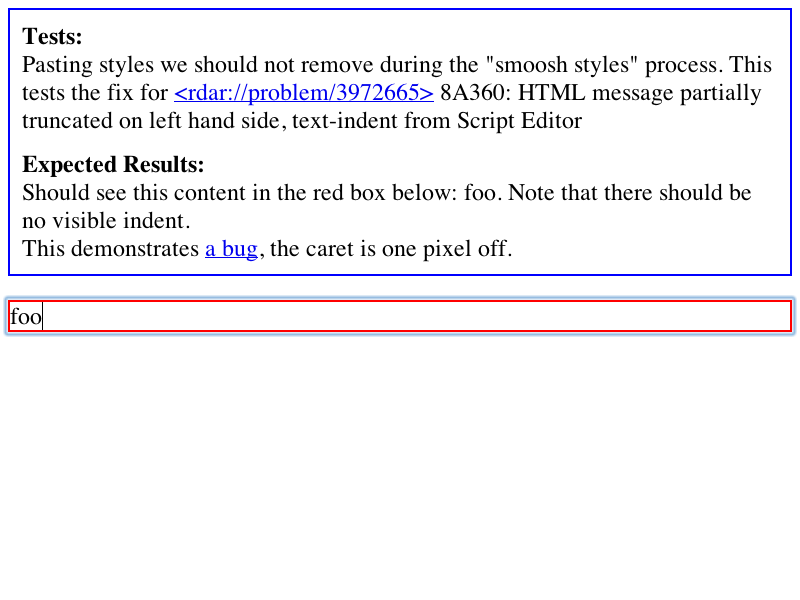 Tests:
Pasting styles we should not remove during the "smoosh styles" process. This
tests the fix for <rdar://problem/3972665> 8A360: HTML message partially
truncated on left hand side, text-indent from Script Editor
Expected Results:
Should see this content in the red box below: foo. Note that there should be
no visible indent.
This demonstrates a bug, the caret is one pixel off.
foo